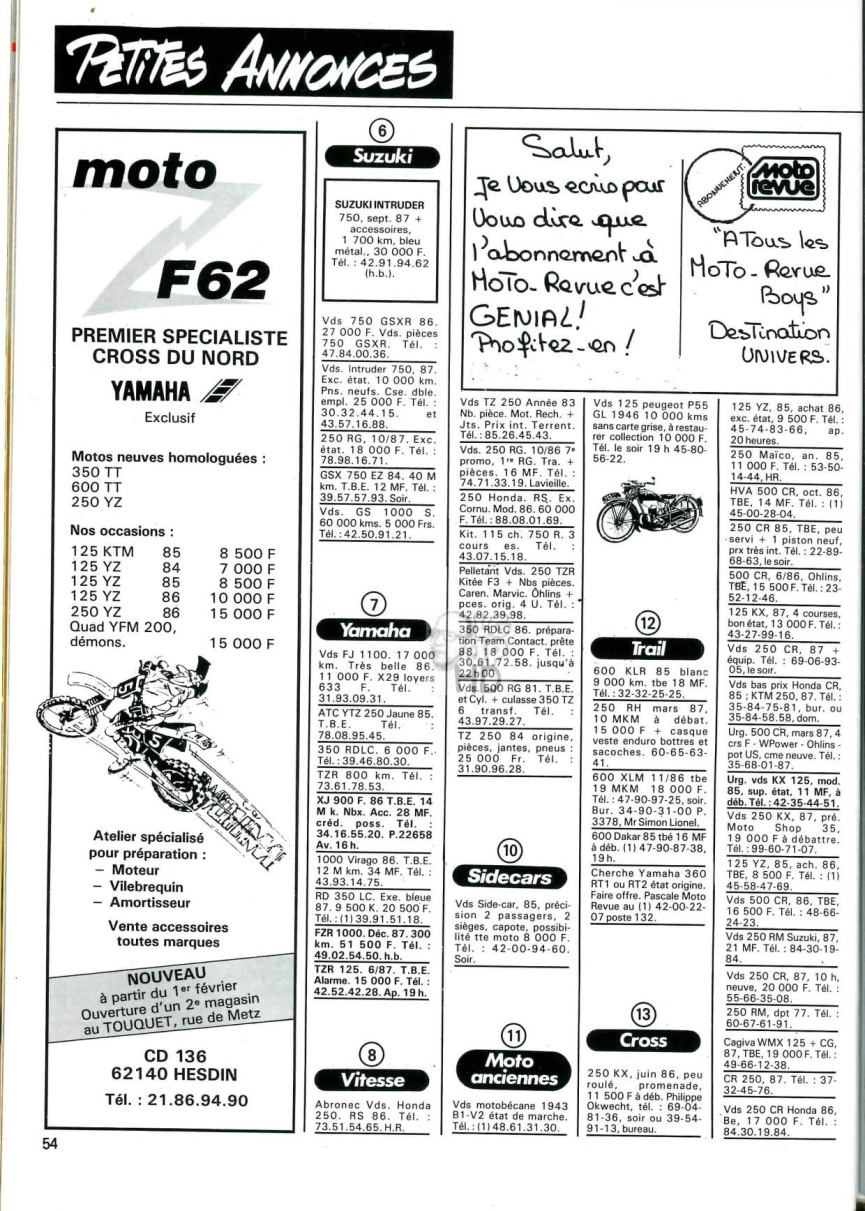 PETITES ANNONCES
moto
F62
PREMIER SPECIALISTE
CROSS DU NORD
YAMAHA
Exclusif
Motos neuves homologuées :
350 TT
600 TT
250 YZ
Nos occasions :
125 KTM 85 8 500 F
125 YZ 84 7 000 F
125 YZ 85 8 500 F
125 YZ 86 10 000 F
250 YZ 86 15 000 F
Quad YFM 200,
démons. 15 000 F
Atelier spécialisé
pour préparation :
– Moteur
– Vilebrequin
– Amortisseur
Vente accessoires
toutes marques
NOUVEAU
à partir du 1er février
Ouverture d'un 2e magasin
au TOUQUET, rue de Metz
CD 136
62140 HESDIN
Tél. : 21.86.94.90
6
Suzuki
SUZUKI INTRUDER
750, sept. 87 +
accessoires,
1 700 km, bleu
métal., 30 000 F.
Tél. : 42.91.94.62
(h.b.).
Vds 750 GSXR 86.
27 000 F. Vds. pièces
750 GSXR. Tél. :
47.84.00.36.
Vds. Intruder 750, 87.
Exc. état. 10 000 km.
Pns. neufs. Cse. dble.
empl. 25 000 F. Tél. :
30.32.44.15. et
43.57.16.88.
250 RG, 10/87. Exc.
état. 18 000 F. Tél. :
78.98.16.71.
GSX 750 EZ 84. 40 M
km. T.B.E. 12 MF. Tél. :
39.57.57.93. Soir.
Vds. GS 1000 S.
60 000 kms. 5 000 Frs.
Tél. : 42.50.91.21.
7
Yamaha
Vds FJ 1100. 17 000
km. Très belle 86.
11 000 F. X29 loyers
633 F. Tél. :
31.93.09.31.
ATC YTZ 250 Jaune 85.
T.B.E. Tél. :
78.08.95.45.
350 RDLC. 6 000 F.
Tél. : 39.46.80.30.
TZR 800 km. Tél. :
73.61.78.53.
XJ 900 F. 86 T.B.E. 14
M k. Nbx. Acc. 28 MF.
créd. poss. Tél. :
34.16.55.20. P.22658
Av. 16 h.
1000 Virago 86. T.B.E.
12 M km. 34 MF. Tél. :
43.93.14.75.
RD 350 LC. Exe. bleue
87. 9 500 K. 20 500 F.
Tél. : (1) 39.91.51.18.
FZR 1000. Déc. 87. 300
km. 51 500 F. Tél. :
49.02.54.50. h.b.
TZR 125. 6/87. T.B.E.
Alarme. 15 000 F. Tél. :
42.52.42.28. Ap. 19 h.
8
Vitesse
Abronec Vds. Honda
250. RS 86. Tél. :
73.51.54.65. H.R.
Salut,
Je Vous ecris pour
Vous dire que
l'abonnement à
MoTo-Revue c'est
GENIAL!
Profitez-en !
ABONNEMENT.
moto
revue
"A Tous les
MoTo-Revue
Boys"
DesTination
UNIVERS.
Vds TZ 250 Année 83
Nb. pièce. Mot. Rech. +
Jts. Prix int. Terrent.
Tél. : 85.26.45.43.
Vds. 250 RG. 10/86 7e
promo, 1re RG. Tra. +
pièces. 16 MF. Tél. :
74.71.33.19. Lavieille.
250 Honda. RS. Ex.
Cornu. Mod. 86. 60 000
F. Tél. : 88.08.01.69.
Kit. 115 ch. 750 R. 3
cours es. Tél. :
43.07.15.18.
Pelletant Vds. 250 TZR
Kitée F3 + Nbs pièces.
Caren. Marvic. Öhlins +
pces. orig. 4 U. Tél. :
42.82.39.98.
350 RDLC 86. prépara-
tion Team Contact. prête
88. 18 000 F. Tél. :
30.61.72.58. jusqu'à
22 h 00
Vds. 500 RG 81. T.B.E.
et Cyl. + culasse 350 TZ
6 transf. Tél. :
43.97.29.27.
TZ 250 84 origine,
pièces, jantes, pneus :
25 000 Fr. Tél. :
31.90.96.28.
10
Sidecars
Vds Side-car, 85, préci-
sion 2 passagers, 2
sièges, capote, possibi-
lité tte moto 8 000 F.
Tél. : 42-00-94-60.
Soir.
11
Moto
anciennes
Vds motobécane 1943
B1-V2 état de marche.
Tél. : (1) 48.61.31.30.
Vds 125 peugeot P55
GL 1946 10 000 kms
sans carte grise, à restau-
rer collection 10 000 F.
Tél. le soir 19 h 45-80-
56-22.
12
Trail
600 KLR 85 blanc
9 000 km. tbe 18 MF.
Tél. : 32-32-25-25.
250 RH mars 87,
10 MKM à débat.
15 000 F + casque
veste enduro bottres et
sacoches. 60-65-63-
41.
600 XLM 11/86 tbe
19 MKM 18 000 F.
Tél. : 47-90-97-25, soir.
Bur. 34-90-31-00 P.
3378, Mr Simon Lionel.
600 Dakar 85 tbé 16 MF
à déb. (1) 47-90-87-38,
19 h.
Cherche Yamaha 360
RT1 ou RT2 état origine.
Faire offre. Pascale Moto
Revue au (1) 42-00-22-
07 poste 132.
13
Cross
250 KX, juin 86, peu
roulé, promenade,
11 500 F à déb. Philippe
Okwecht, tél. : 69-04-
81-36, soir ou 39-54-
91-13, bureau.
125 YZ, 85, achat 86,
exc. état, 9 500 F. Tél. :
45-74-83-66, ap.
20 heures.
250 Maïco, an. 85,
11 000 F. Tél. : 53-50-
14-44, HR.
HVA 500 CR, oct. 86,
TBE, 14 MF. Tél. : (1)
45-00-28-04.
250 CR 85, TBE, peu
servi + 1 piston neuf,
prx très int. Tél. : 22-89-
68-63, le soir.
500 CR, 6/86, Ohlins,
TBE, 15 500 F. Tél. : 23-
52-12-46.
125 KX, 87, 4 courses,
bon état, 13 000 F. Tél. :
43-27-99-16.
Vds 250 CR, 87 +
équip. Tél. : 69-06-93-
05, le soir.
Vds bas prix Honda CR,
85 ; KTM 250, 87. Tél. :
35-84-75-81, bur. ou
35-84-58.58, dom.
Urg. 500 CR, mars 87, 4
crs F - WPower - Ohlins -
pot US, cme neuve. Tél. :
35-68-01-87.
Urg. vds KX 125, mod.
85, sup. état, 11 MF, à
déb. Tél. : 42-35-44-51.
Vds 250 KX, 87, pré.
Moto Shop 35,
19 000 F à débattre.
Tél. : 99-60-71-07.
125 YZ, 85, ach. 86,
TBE, 8 500 F. Tél. : (1)
45-58-47-69.
Vds 500 CR, 86, TBE,
16 500 F. Tél. : 48-66-
24-23.
Vds 250 RM Suzuki, 87,
21 MF. Tél. : 84-30-19-
84.
Vds 250 CR, 87, 10 h,
neuve, 20 000 F. Tél. :
55-66-35-08.
250 RM, dpt 77. Tél. :
60-67-61-91.
Cagiva WMX 125 + CG,
87, TBE, 19 000 F. Tél. :
49-66-12-38.
CR 250, 87. Tél. : 37-
32-45-76.
Vds 250 CR Honda 86,
Be, 17 000 F. Tél. :
84.30.19.84.
54